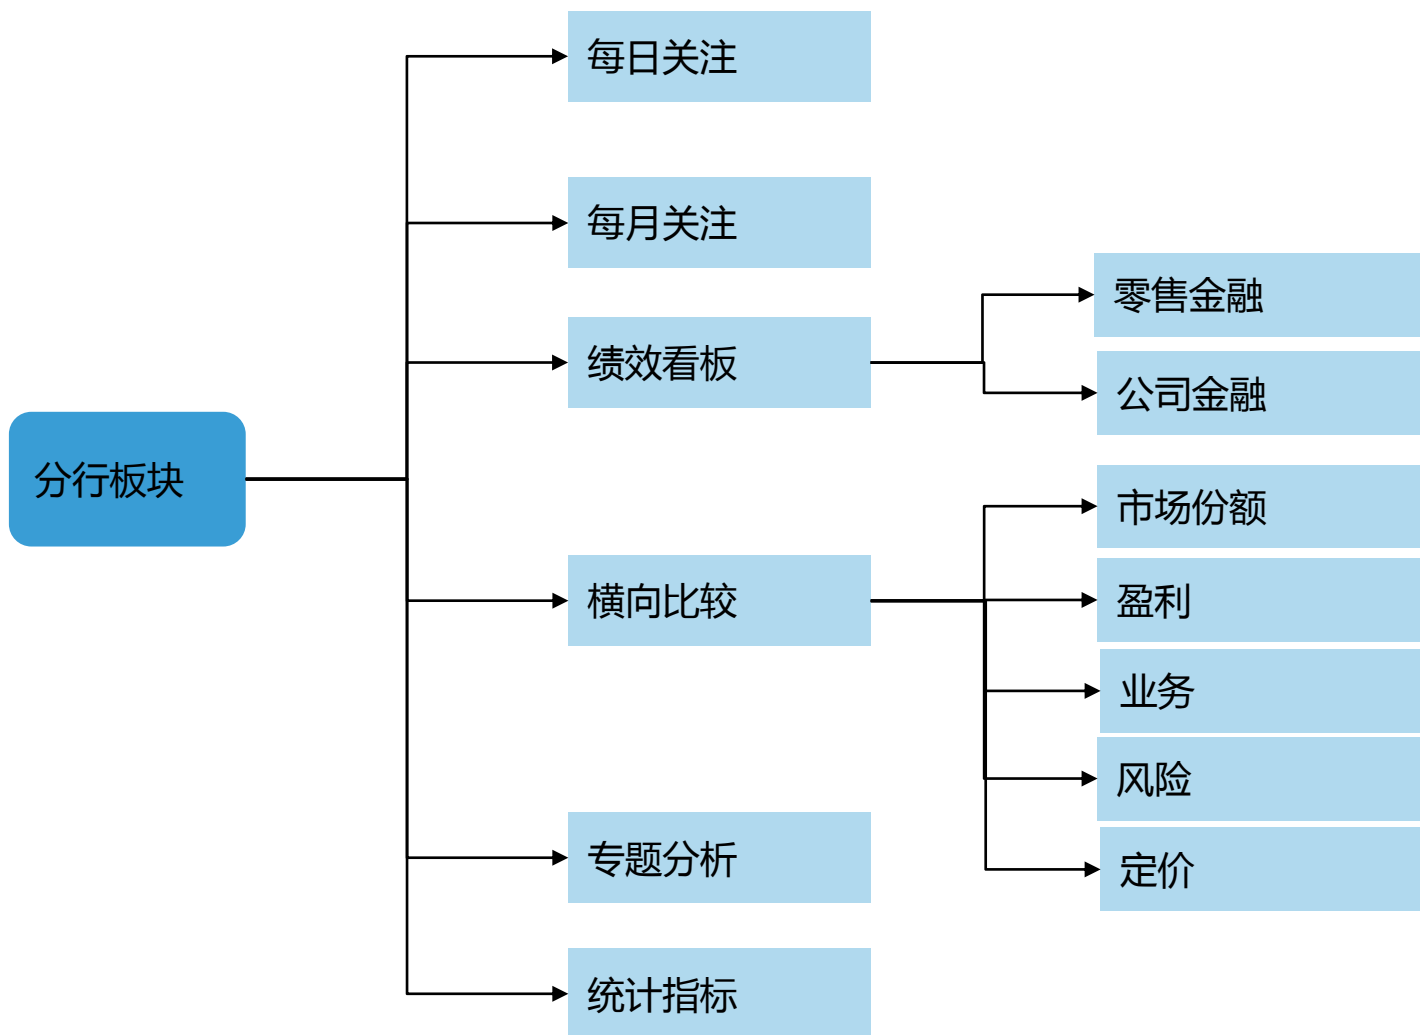 每日关注
每月关注
零售金融
绩效看板
公司金融
分行板块
市场份额
横向比较
盈利
业务
风险
专题分析
定价
统计指标